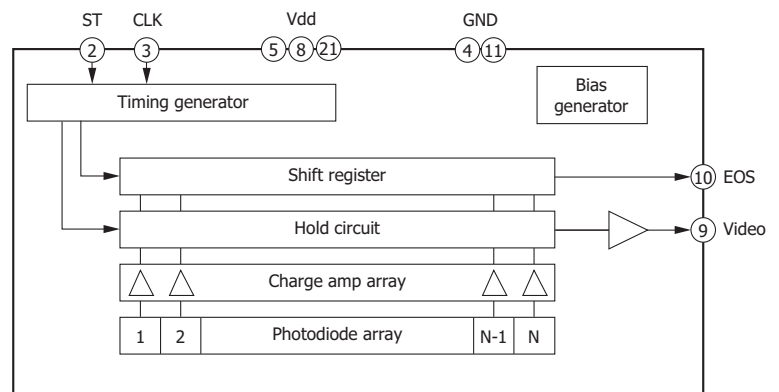 ST CLK Vdd GND
2 3 5 8 21 4 11
Timing generator
Bias
generator
Shift register
10 EOS
Hold circuit
9 Video
Charge amp array
1 2 Photodiode array N-1 N